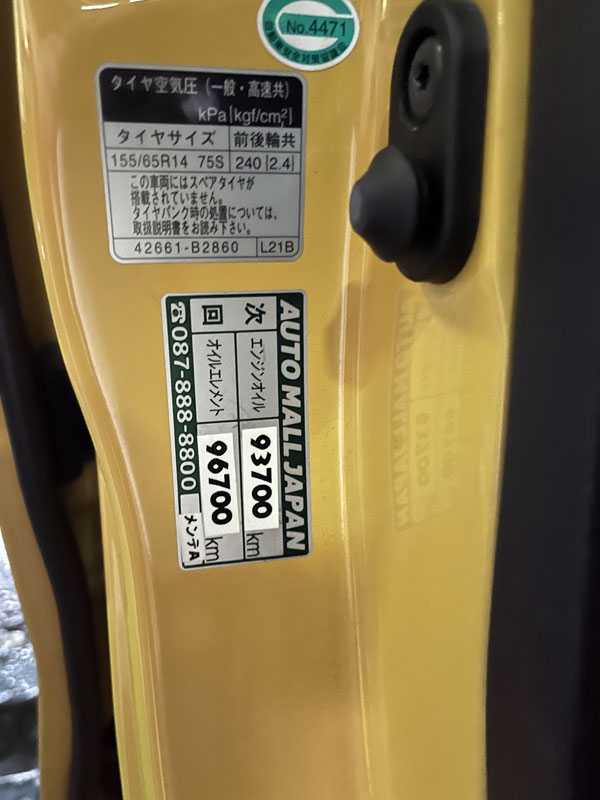 No.4471
タイヤ空気圧 (一般・高速共)
kPa[kgf/cm²]
タイヤサイズ 前後輪共
155/65R14 75S 240 [2.4]
この車両にはスペアタイヤが
搭載されていません。
タイヤパンク時の処置については、
取扱説明書をお読み下さい。
42661-B2860 L21B
AUTO MALL JAPAN
次回
エンジンオイル 93700 km
オイルエレメント 96700 km
☎087-888-8800 メンテA